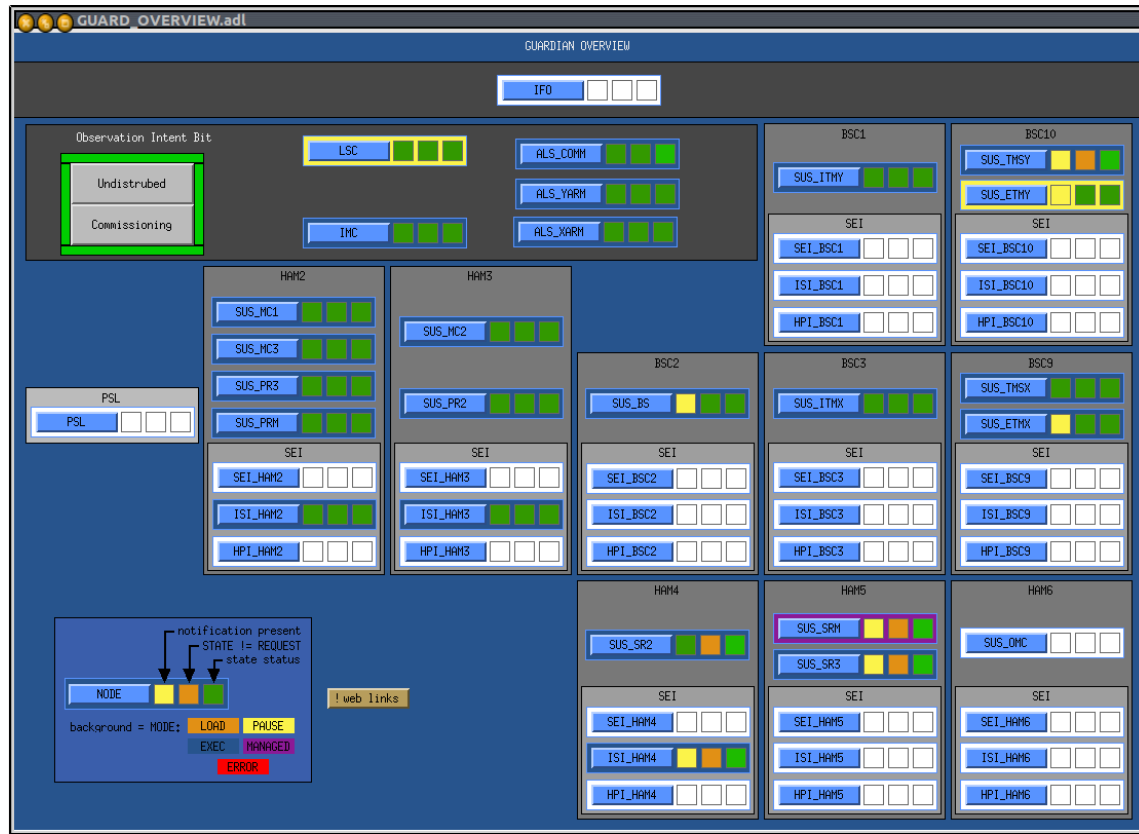 GUARD_OVERVIEW.adl
GUARDIAN OVERVIEW
IFO
Observation Intent Bit
Undistrubed
Commissioning
LSC
IMC
ALS_COMM
ALS_YARM
ALS_XARM
BSC1
SUS_ITMY
SEI
SEI_BSC1
ISI_BSC1
HPI_BSC1
BSC10
SUS_TMSY
SUS_ETMY
SEI
SEI_BSC10
ISI_BSC10
HPI_BSC10
PSL
PSL
HAM2
SUS_MC1
SUS_MC3
SUS_PR3
SUS_PRM
SEI
SEI_HAM2
ISI_HAM2
HPI_HAM2
HAM3
SUS_MC2
SUS_PR2
SEI
SEI_HAM3
ISI_HAM3
HPI_HAM3
BSC2
SUS_BS
SEI
SEI_BSC2
ISI_BSC2
HPI_BSC2
BSC3
SUS_ITMX
SEI
SEI_BSC3
ISI_BSC3
HPI_BSC3
BSC9
SUS_TMSX
SUS_ETMX
SEI
SEI_BSC9
ISI_BSC9
HPI_BSC9
notification present
STATE != REQUEST
state status
NODE
background = MODE: LOAD PAUSE
EXEC MANAGED
ERROR
! web links
HAM4
SUS_SR2
SEI
SEI_HAM4
ISI_HAM4
HPI_HAM4
HAM5
SUS_SRM
SUS_SR3
SEI
SEI_HAM5
ISI_HAM5
HPI_HAM5
HAM6
SUS_OMC
SEI
SEI_HAM6
ISI_HAM6
HPI_HAM6